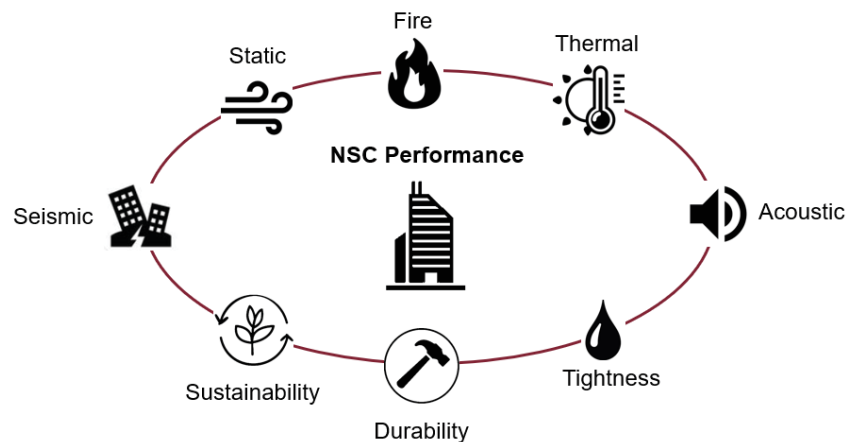 Fire
Thermal
Static
NSC Performance
Seismic
Acoustic
Sustainability
Tightness
Durability